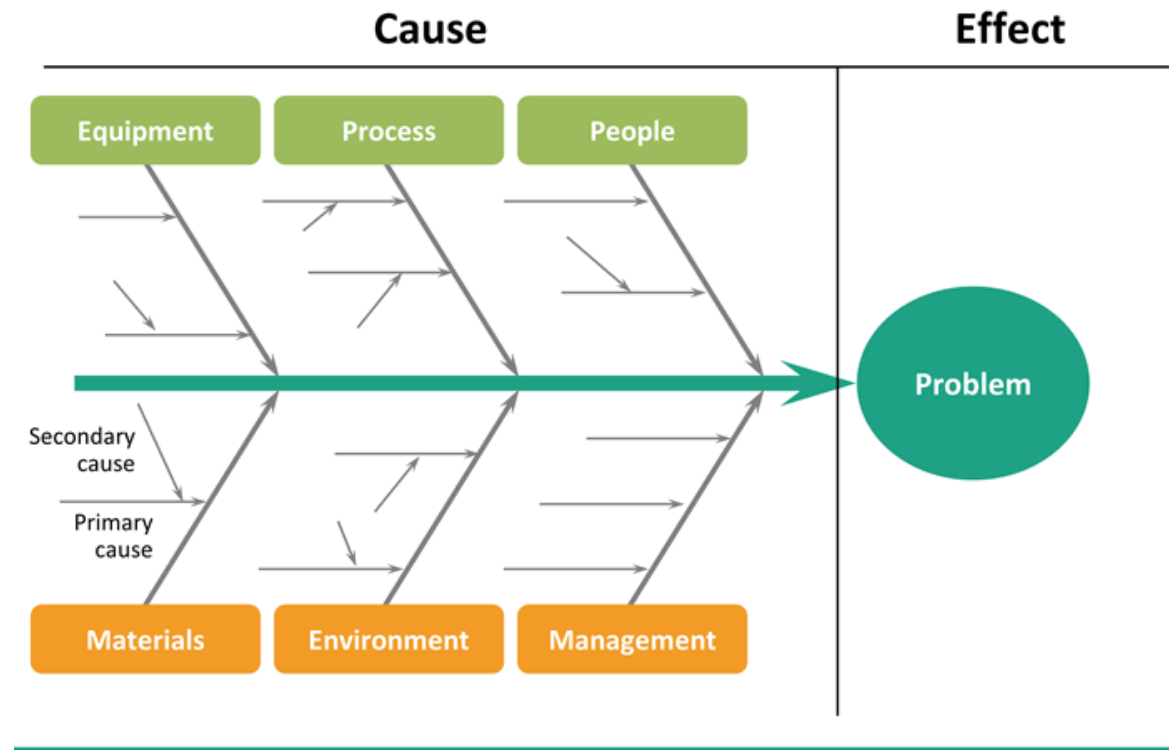 Cause
Effect
Equipment
Process
People
Problem
Secondary
cause
Primary
cause
Materials
Environment
Management